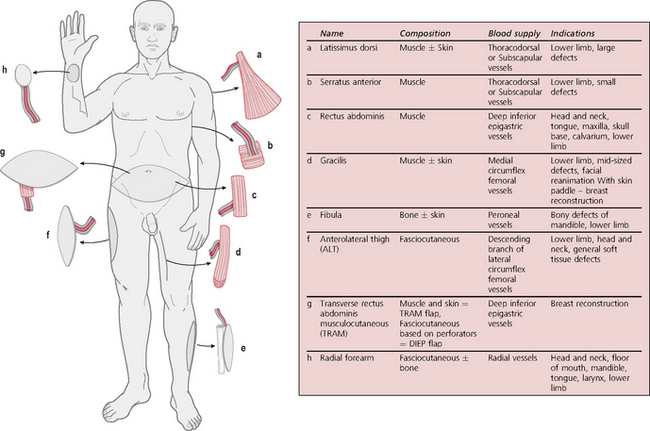 h
a
b
g
c
f
d
e
Name Composition Blood supply Indications
a Latissimus dorsi Muscle ± Skin Thoracodorsal Lower limb, large
or Subscapular defects
vessels
b Serratus anterior Muscle Thoracodorsal Lower limb, small
or Subscapular defects
vessels
c Rectus abdominis Muscle Deep inferior Head and neck,
epigastric tongue, maxilla, skull
vessels base, calvarium, lower
limb
d Gracilis Muscle ± skin Medial Lower limb, mid-sized
circumflex defects, facial
femoral reanimation With skin
vessels paddle – breast
reconstruction
e Fibula Bone ± skin Peroneal Bony defects of
vessels mandible, lower limb
f Anterolateral thigh Fasciocutaneous Descending Lower limb, head and
(ALT) branch of neck, general soft
lateral tissue defects
circumflex
femoral
vessels
g Transverse rectus Muscle and skin = Deep inferior Breast reconstruction
abdominis TRAM flap, epigastric
musculocutaneous Fasciocutaneous vessels
(TRAM) based on perforators
= DIEP flap
h Radial forearm Fasciocutaneous ± Radial vessels Head and neck, floor
bone of mouth, mandible,
tongue, larynx, lower
limb